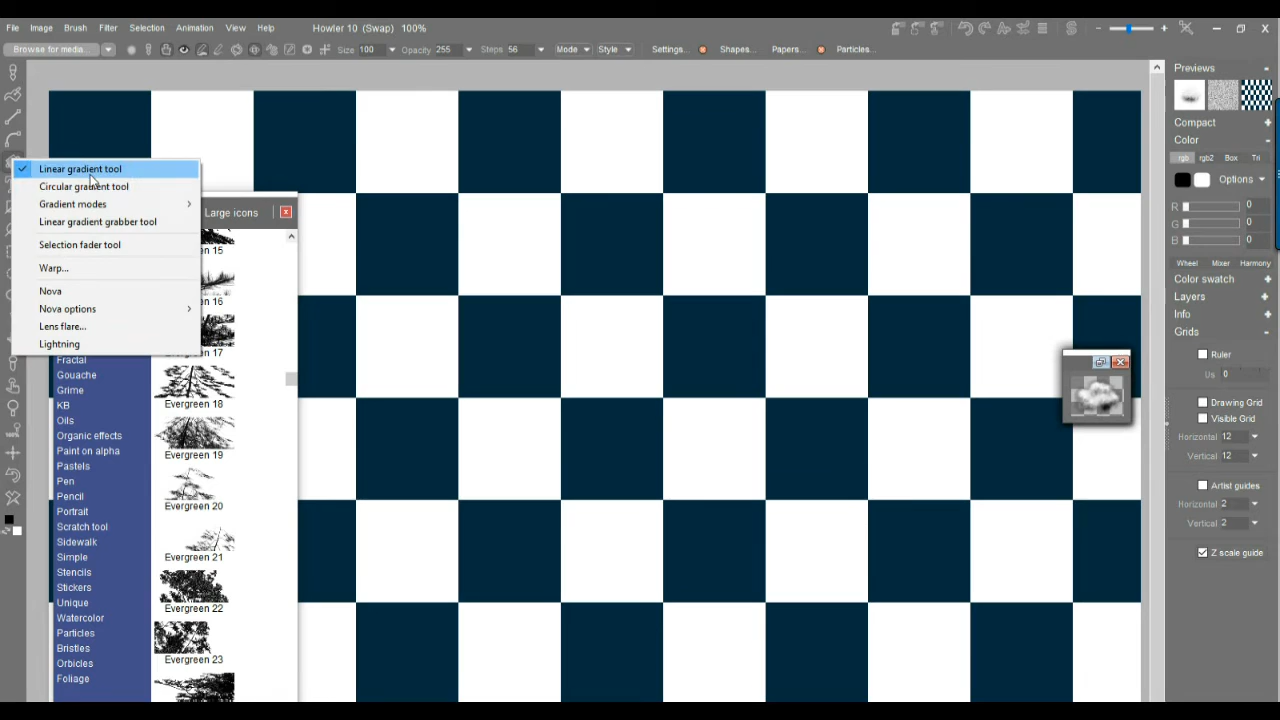 File Image Brush Filter Selection Animation View Help Howler 10 (Swap) 100%
Browse for media... Size 100 Opacity 255 Steps 56 Mode Style Settings... Shapes... Papers... Particles...
Linear gradient tool
Circular gradient tool
Gradient modes
Linear gradient grabber tool
Selection fader tool
Warp...
Nova
Nova options
Lens flare...
Lightning
Large icons
Fractal
Gouache
Grime
KB
Oils
Organic effects
Paint on alpha
Pastels
Pen
Pencil
Portrait
Scratch tool
Sidewalk
Simple
Stencils
Stickers
Unique
Watercolor
Particles
Bristles
Orbicles
Foliage
en 15
en 16
en 17
Evergreen 18
Evergreen 19
Evergreen 20
Evergreen 21
Evergreen 22
Evergreen 23
Previews
Compact
Color
rgb rgb2 Box Tri
Options
R 0
G 0
B 0
Wheel Mixer Harmony
Color swatch
Layers
Info
Grids
Ruler
Us 0
Drawing Grid
Visible Grid
Horizontal 12
Vertical 12
Artist guides
Horizontal 2
Vertical 2
Z scale guide